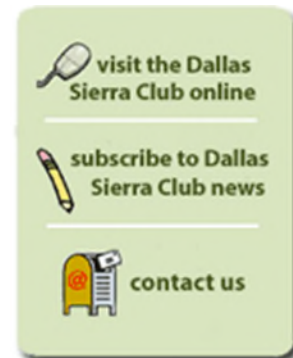 visit the Dallas
Sierra Club online
subscribe to Dallas
Sierra Club news
@
contact us